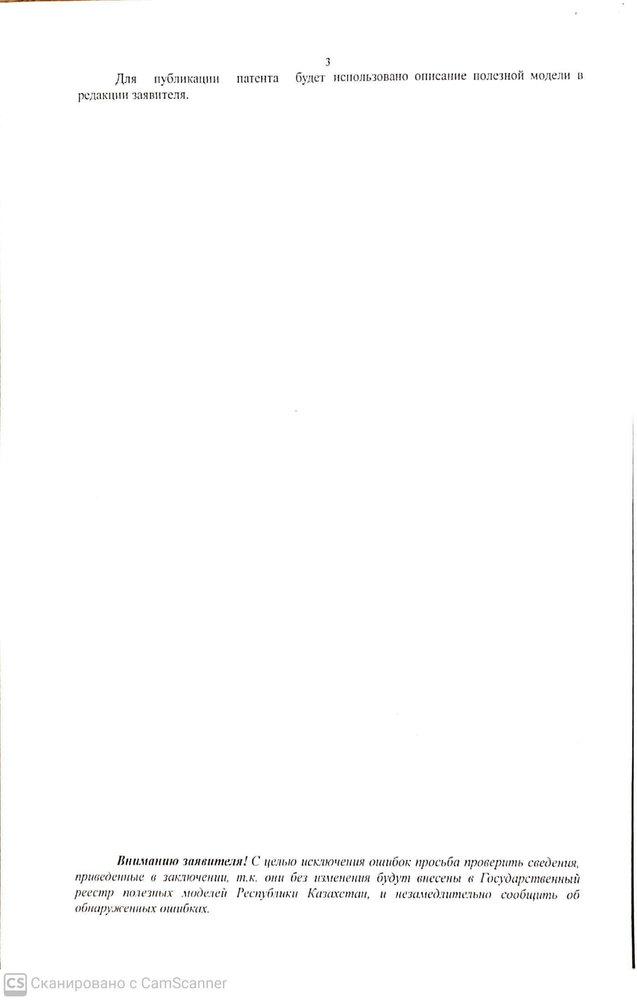 3
Для публикации патента будет использовано описание полезной модели в
редакции заявителя.
Вниманию заявителя! С целью исключения ошибок просьба проверить сведения,
приведенные в заключении, т.к. они без изменения будут внесены в Государственный
реестр полезных моделей Республики Казахстан, и незамедлительно сообщить об
обнаруженных ошибках.
CS Сканировано с CamScanner